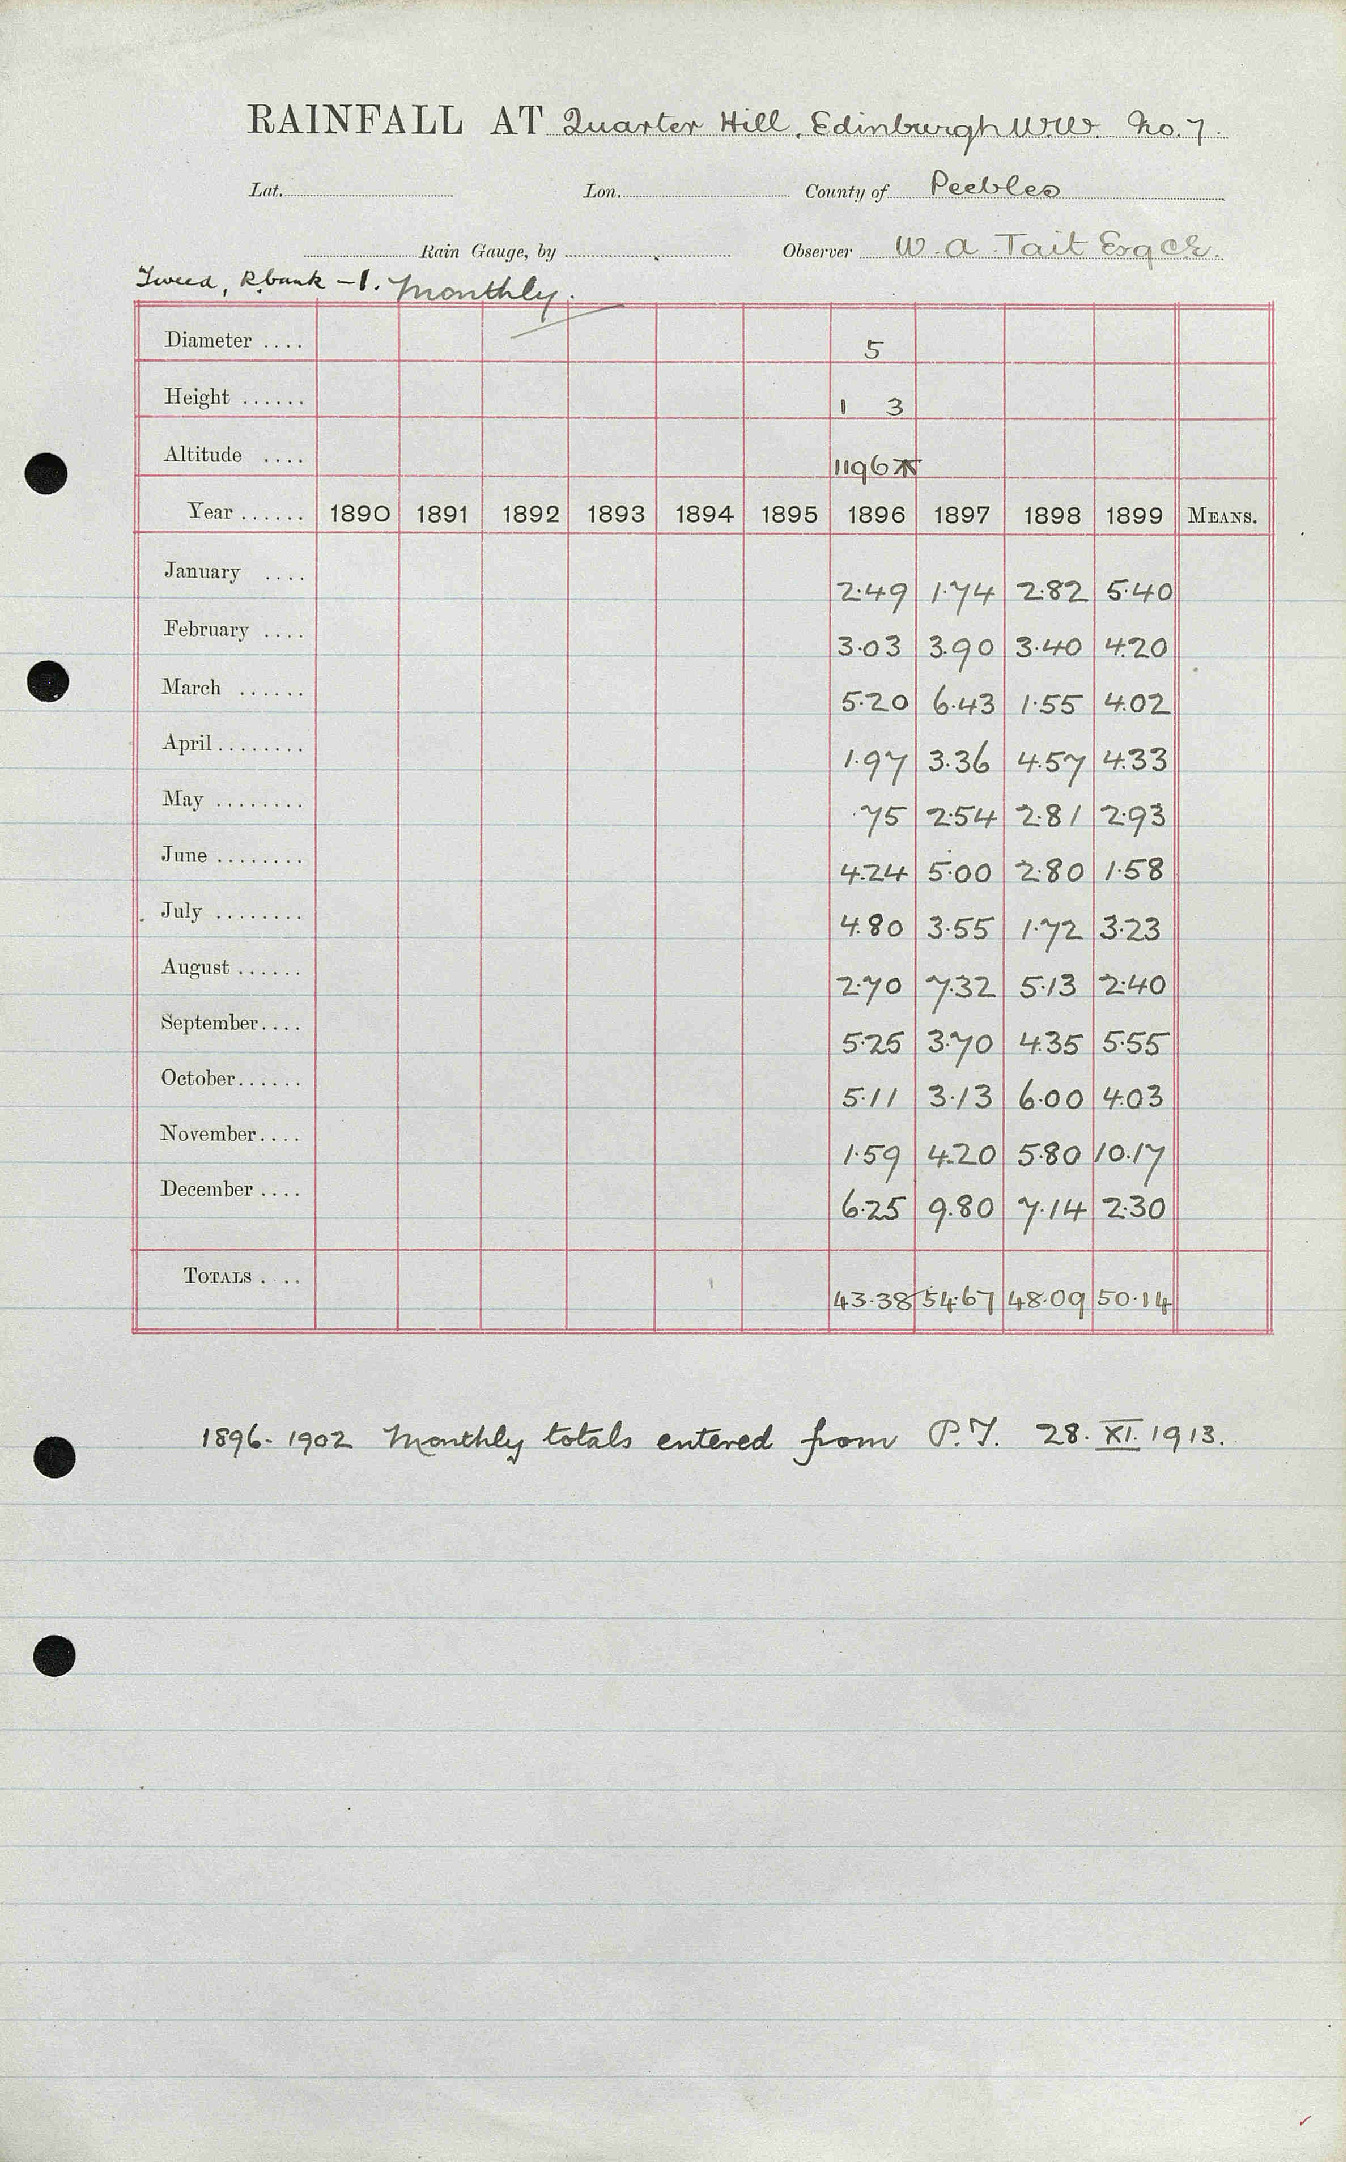 RAINFALL AT Quarter Hill, Edinburgh W.W. No. 7.
Lat. Lon. County of Peebles
Rain Gauge, by Observer W. A. Tait Esq CE.
Tweed, R bank - 1. Monthly.
Diameter .... 5
Height ...... 1 3
Altitude .... 1196
Year ...... 1890 1891 1892 1893 1894 1895 1896 1897 1898 1899 MEANS.
January .... 2.49 1.74 2.82 5.40
February .... 3.03 3.90 3.40 4.20
March ...... 5.20 6.43 1.55 4.02
April ........ 1.97 3.36 4.57 4.33
May ........ .75 2.54 2.81 2.93
June ........ 4.24 5.00 2.80 1.58
July ........ 4.80 3.55 1.72 3.23
August ...... 2.70 7.32 5.13 2.40
September.... 5.25 3.70 4.35 5.55
October...... 5.11 3.13 6.00 4.03
November.... 1.59 4.20 5.80 10.17
December .... 6.25 9.80 7.14 2.30
TOTALS .... 43.38 54.67 48.09 50.14
1896-1902 Monthly totals entered from P.T. 28. XI. 1913.